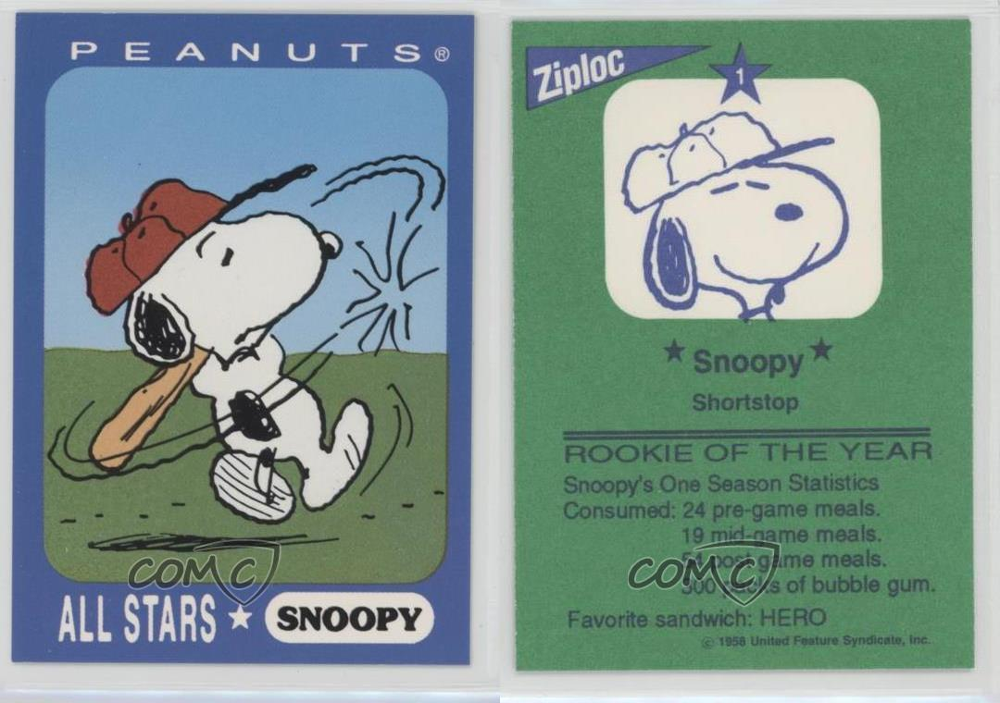 PEANUTS®
ALL STARS ★ SNOOPY
COMC
Ziploc
1
★ Snoopy ★
Shortstop
ROOKIE OF THE YEAR
Snoopy's One Season Statistics
Consumed: 24 pre-game meals.
19 mid-game meals.
54 post game meals.
300 packs of bubble gum.
Favorite sandwich: HERO
© 1958 United Feature Syndicate, Inc.
COMC